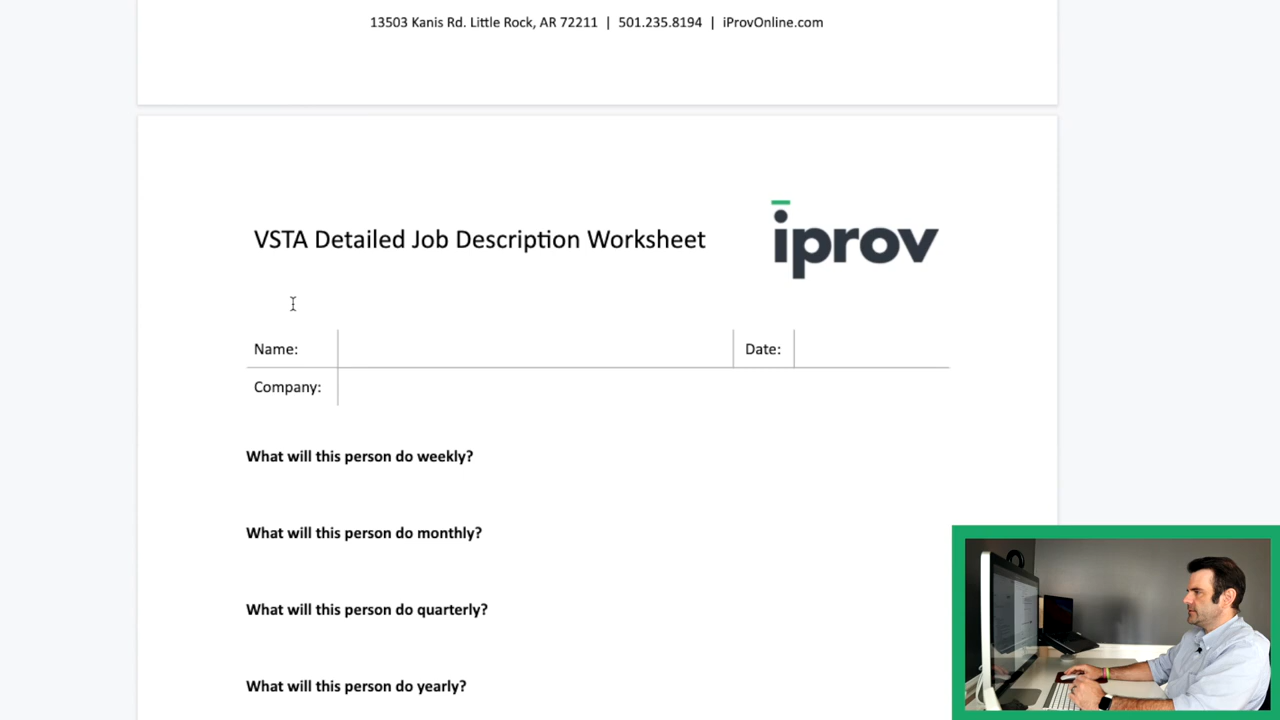 13503 Kanis Rd. Little Rock, AR 72211 | 501.235.8194 | iProvOnline.com
VSTA Detailed Job Description Worksheet
iprov
Name:
Date:
Company:
What will this person do weekly?
What will this person do monthly?
What will this person do quarterly?
What will this person do yearly?